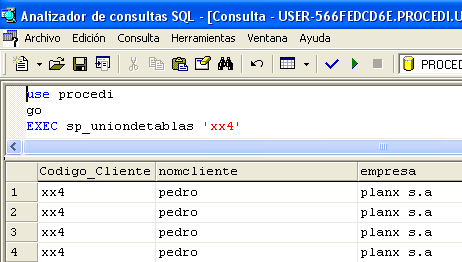 Analizador de consultas SQL - [Consulta - USER-566FEDCD6E.PROCEDI.U
Archivo Edición Consulta Herramientas Ventana Ayuda
PROCED
use procedi
go
EXEC sp_uniondetablas 'xx4'
Codigo_Cliente nomcliente empresa
1 xx4 pedro planx s.a
2 xx4 pedro planx s.a
3 xx4 pedro planx s.a
4 xx4 pedro planx s.a